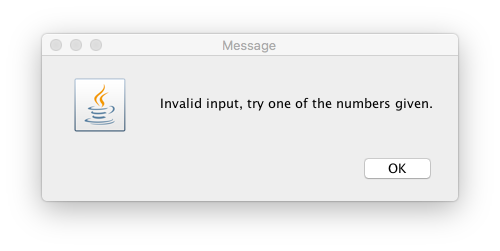 Message
Invalid input, try one of the numbers given.
OK